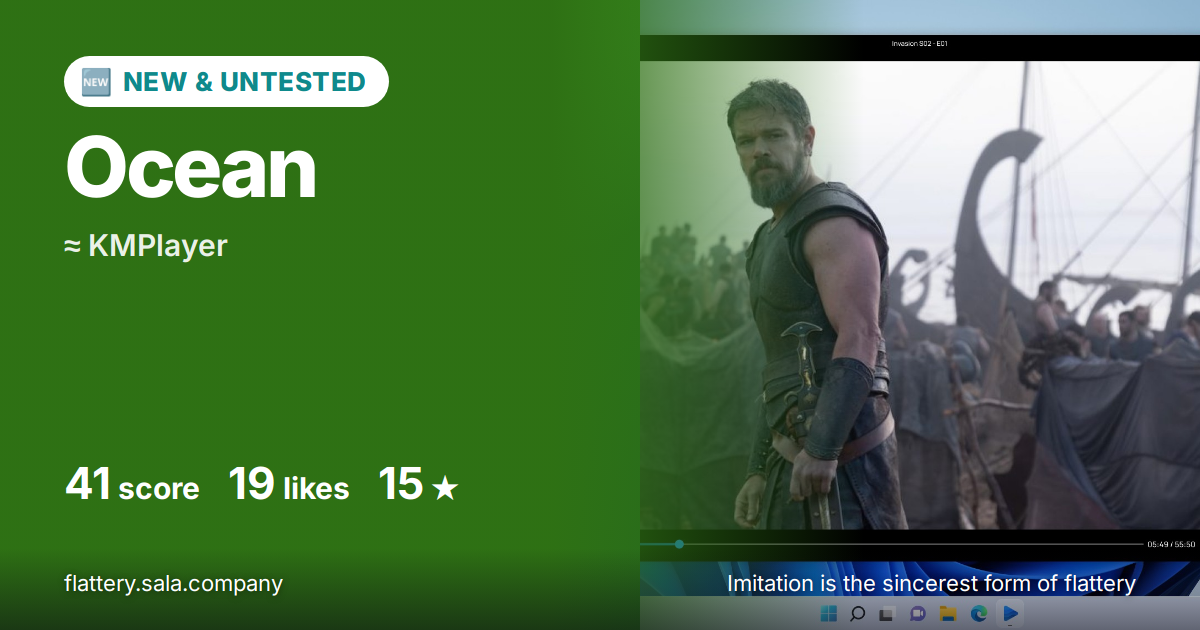 NEW NEW & UNTESTED
Ocean
≈ KMPlayer
41 score 19 likes 15 ★
flattery.sala.company
Invasion S02 - E01
05:49 / 55:50
Imitation is the sincerest form of flattery